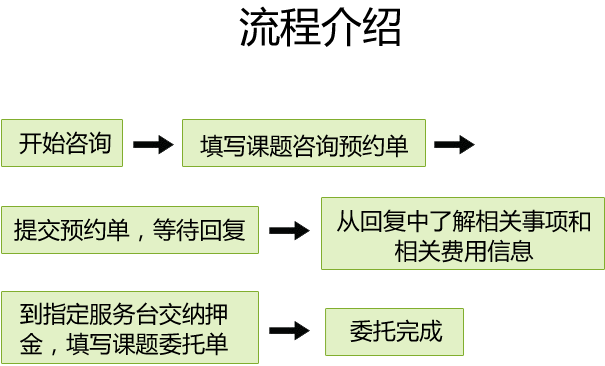 流程介绍
开始咨询
填写课题咨询预约单
提交预约单，等待回复
从回复中了解相关事项和
相关费用信息
到指定服务台交纳押
金，填写课题委托单
委托完成